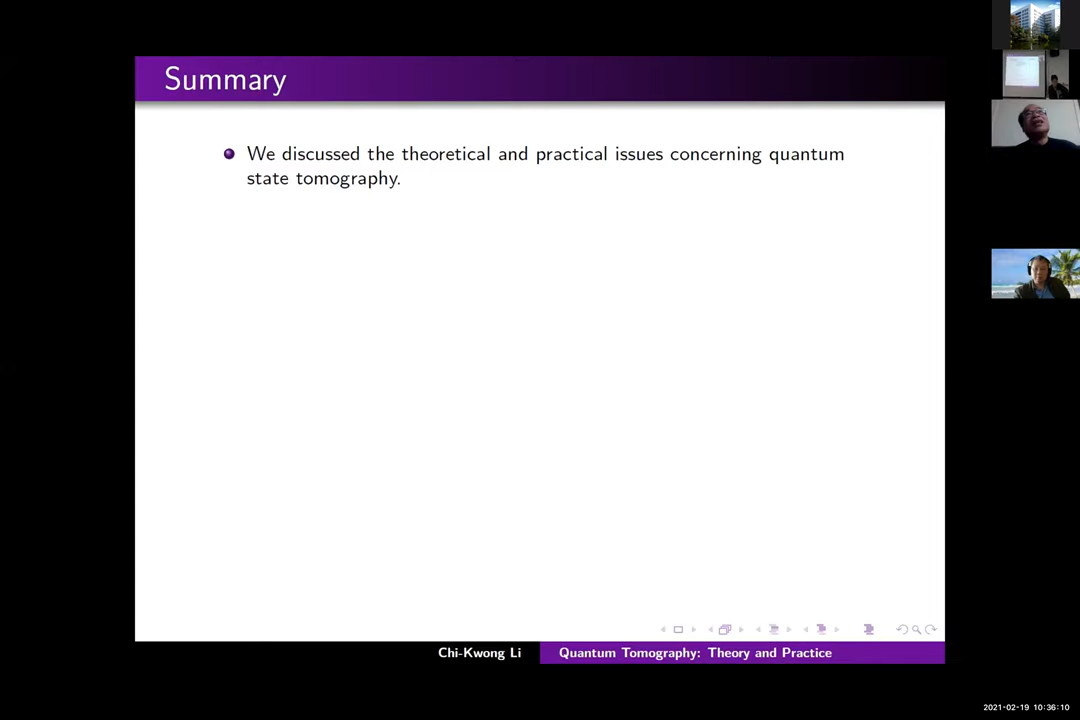 Summary
We discussed the theoretical and practical issues concerning quantum
state tomography.
Chi-Kwong Li
Quantum Tomography: Theory and Practice
2021-02-19 10:36:10